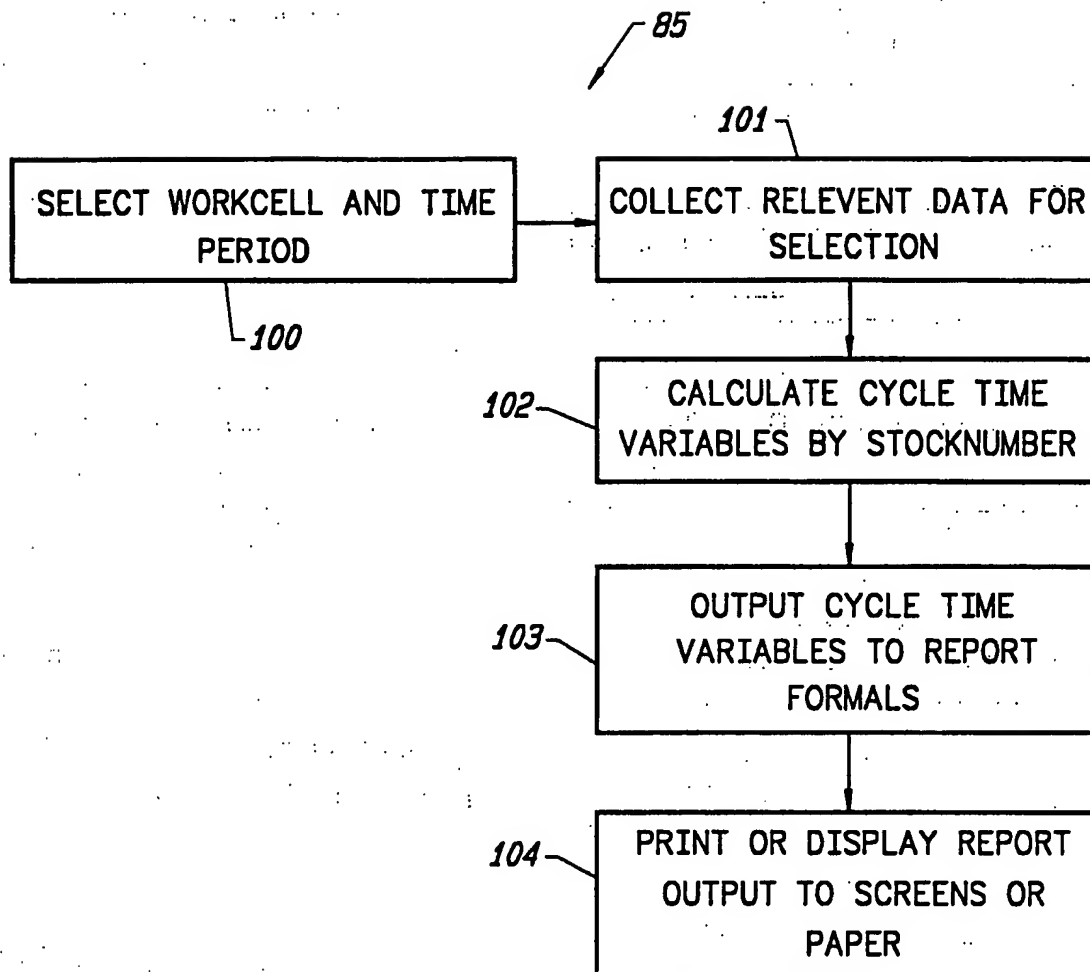 85
101
SELECT WORKCELL AND TIME
PERIOD
100
COLLECT RELEVENT DATA FOR
SELECTION
102
CALCULATE CYCLE TIME
VARIABLES BY STOCKNUMBER
103
OUTPUT CYCLE TIME
VARIABLES TO REPORT
FORMALS
104
PRINT OR DISPLAY REPORT
OUTPUT TO SCREENS OR
PAPER